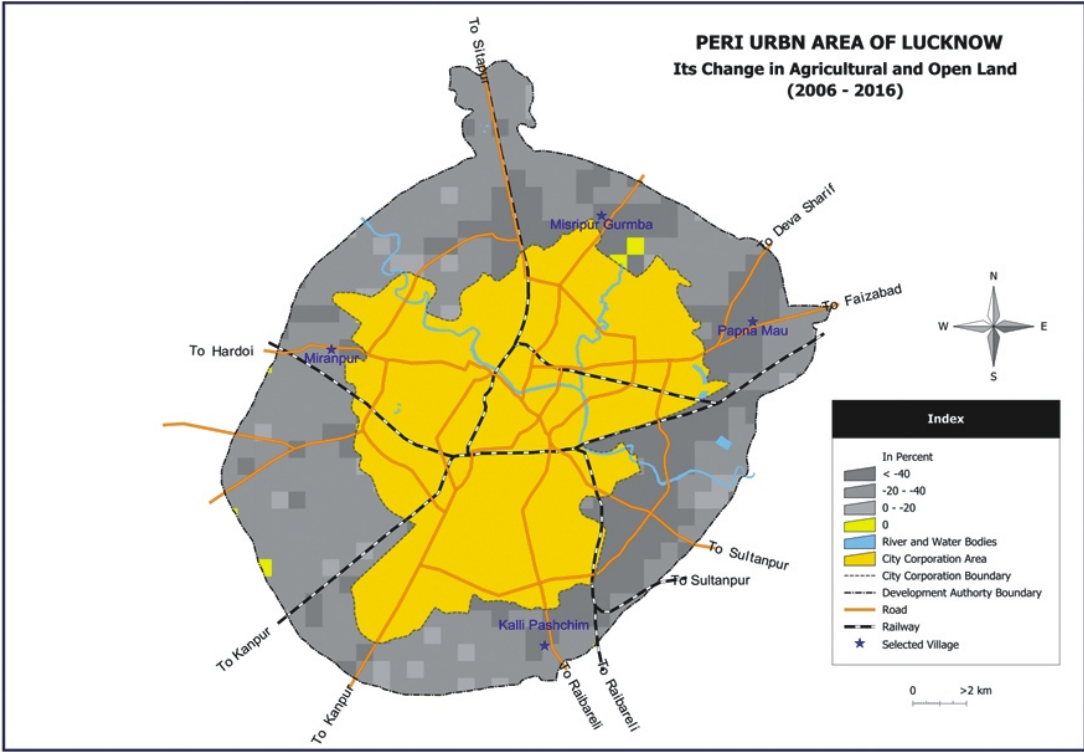 PERI URBN AREA OF LUCKNOW
Its Change in Agricultural and Open Land
(2006 - 2016)
To Sitapur
Misripur Gurmba
To Deva Sharif
To Faizabad
Papna Mau
To Hardoi
Miranpur
N
W
E
S
To Sultanpur
To Sultanpur
Kalli Pashchim
To Kanpur
To Kanpur
To Raibareli
To Raibareli
Index
In Percent
< -40
-20 - -40
0 - -20
0
River and Water Bodies
City Corporation Area
City Corporation Boundary
Development Authorty Boundary
Road
Railway
Selected Village
0 >2 km